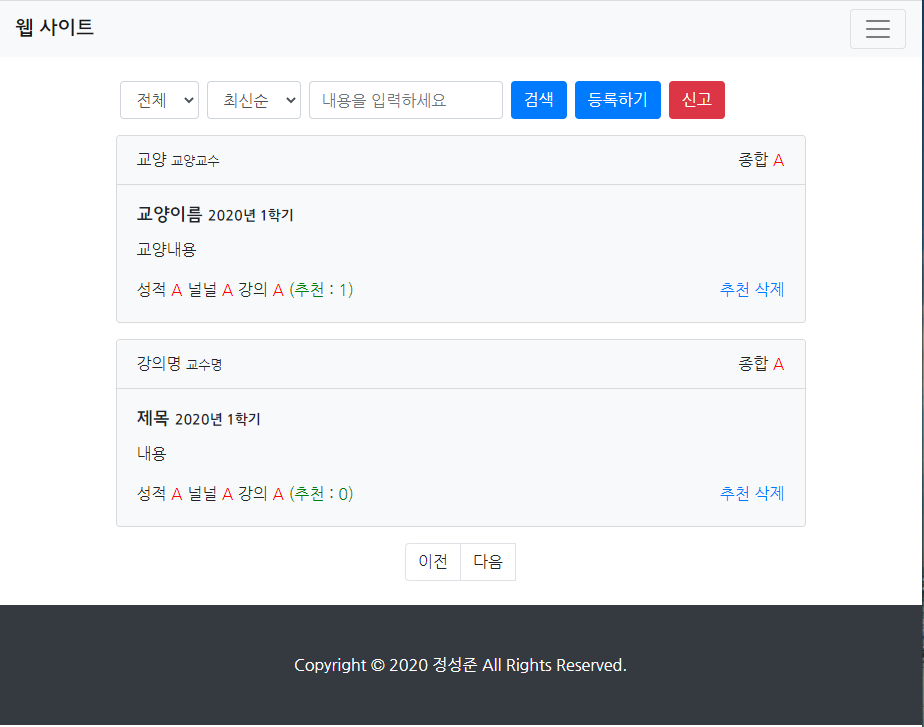 웹 사이트
전체 최신순 내용을 입력하세요 검색 등록하기 신고
교양 교양교수 종합 A
교양이름 2020년 1학기
교양내용
성적 A 널널 A 강의 A (추천 : 1) 추천 삭제
강의명 교수명 종합 A
제목 2020년 1학기
내용
성적 A 널널 A 강의 A (추천 : 0) 추천 삭제
이전 다음
Copyright © 2020 정성준 All Rights Reserved.